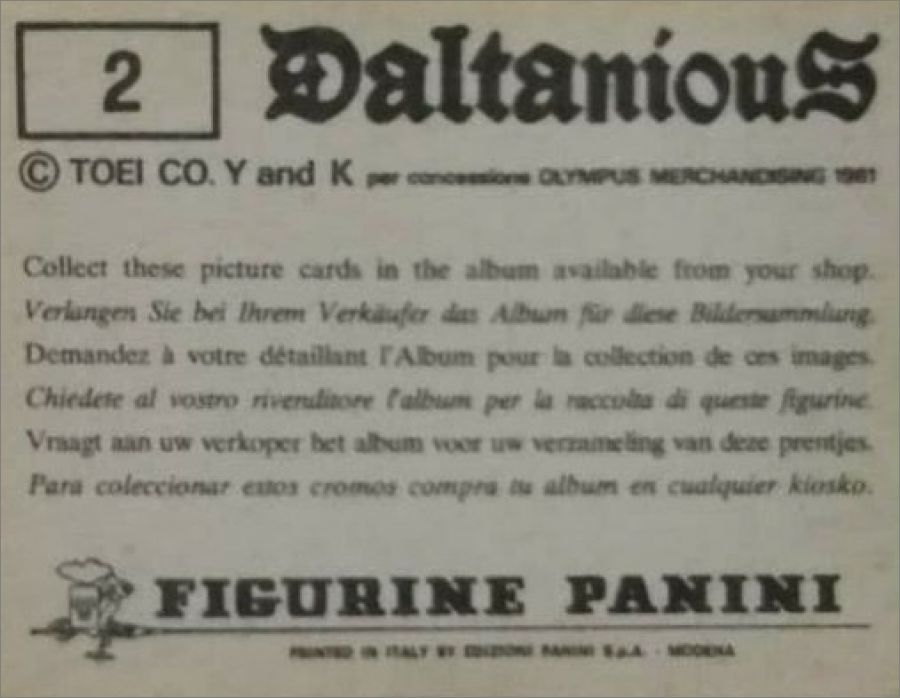 2
Daltanious
© TOEI CO. Y and K per concessione OLYMPUS MERCHANDISING 1981
Collect these picture cards in the album available from your shop.
Verlangen Sie bei Ihrem Verkäufer das Album für diese Bildersammlung.
Demandez à votre détaillant l'Album pour la collection de ces images.
Chiedete al vostro rivenditore l'album per la raccolta di queste figurine.
Vraagt aan uw verkoper het album voor uw verzameling van deze prentjes.
Para coleccionar estos cromos compra tu album en cualquier kiosko.
FIGURINE PANINI
PRINTED IN ITALY BY EDIZIONI PANINI S.p.A. - MODENA